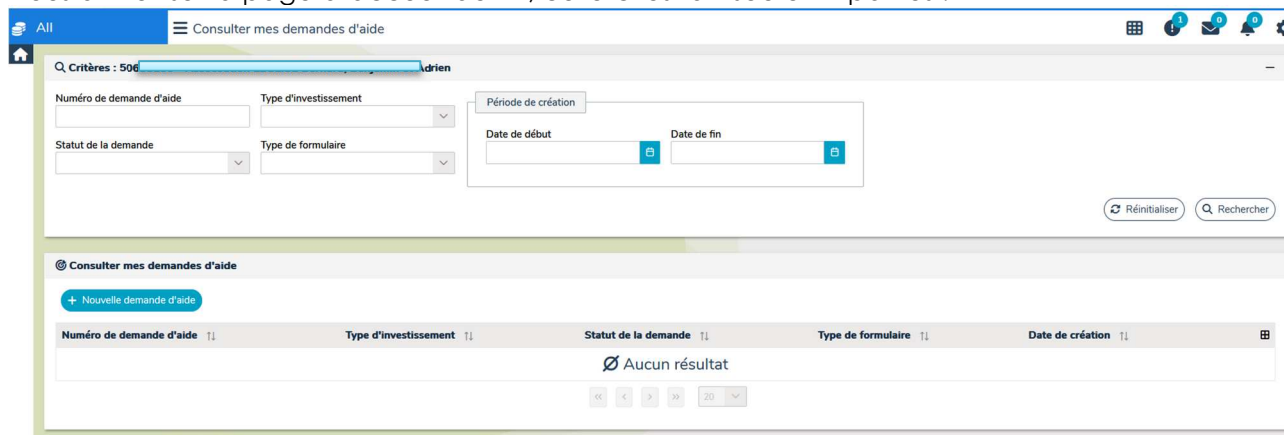 All
Consulter mes demandes d'aide
1
0
0
Critères : 506 Adrien
Numéro de demande d'aide
Type d'investissement
Période de création
Date de début
Date de fin
Statut de la demande
Type de formulaire
Réinitialiser
Rechercher
Consulter mes demandes d'aide
+ Nouvelle demande d'aide
Numéro de demande d'aide Type d'investissement Statut de la demande Type de formulaire Date de création
Aucun résultat
« < > » 20